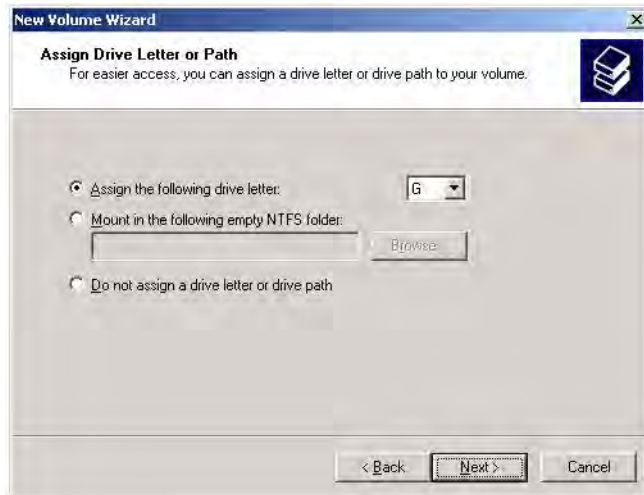 New Volume Wizard
Assign Drive Letter or Path
For easier access, you can assign a drive letter or drive path to your volume.
Assign the following drive letter:
G
Mount in the following empty NTFS folder:
Browse...
Do not assign a drive letter or drive path
< Back
Next >
Cancel